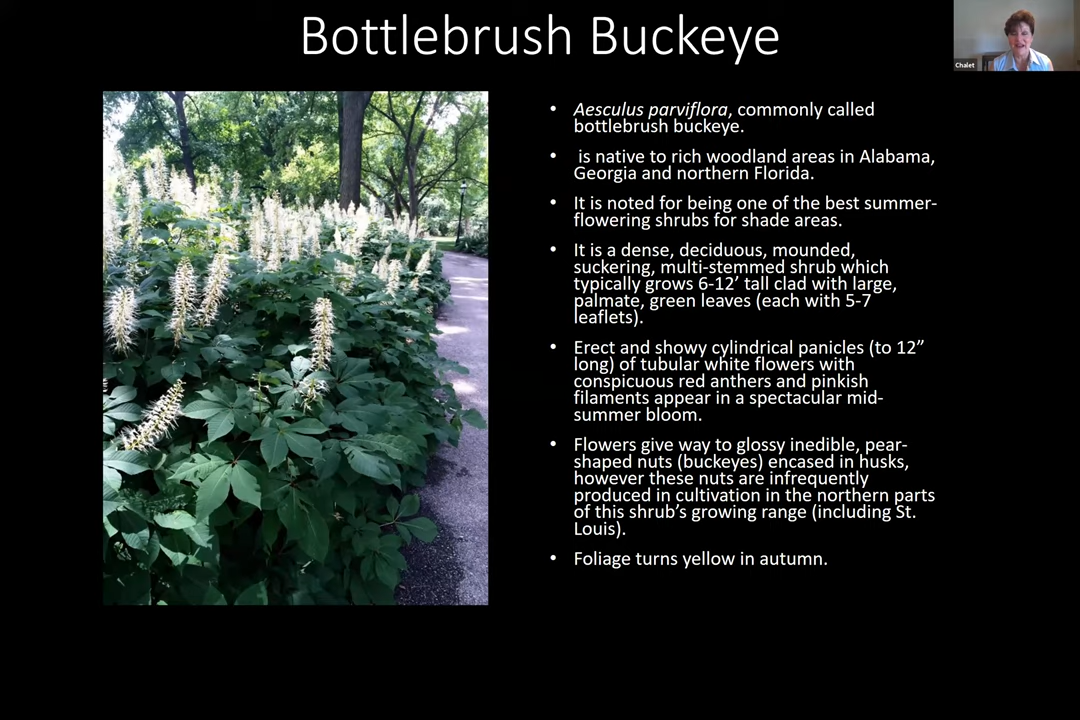 Bottlebrush Buckeye
Chalet
• Aesculus parviflora, commonly called
bottlebrush buckeye.
• is native to rich woodland areas in Alabama,
Georgia and northern Florida.
• It is noted for being one of the best summer-
flowering shrubs for shade areas.
• It is a dense, deciduous, mounded,
suckering, multi-stemmed shrub which
typically grows 6-12’ tall clad with large,
palmate, green leaves (each with 5-7
leaflets).
• Erect and showy cylindrical panicles (to 12”
long) of tubular white flowers with
conspicuous red anthers and pinkish
filaments appear in a spectacular mid-
summer bloom.
• Flowers give way to glossy inedible, pear-
shaped nuts (buckeyes) encased in husks,
however these nuts are infrequently
produced in cultivation in the northern parts
of this shrub’s growing range (including St.
Louis).
• Foliage turns yellow in autumn.